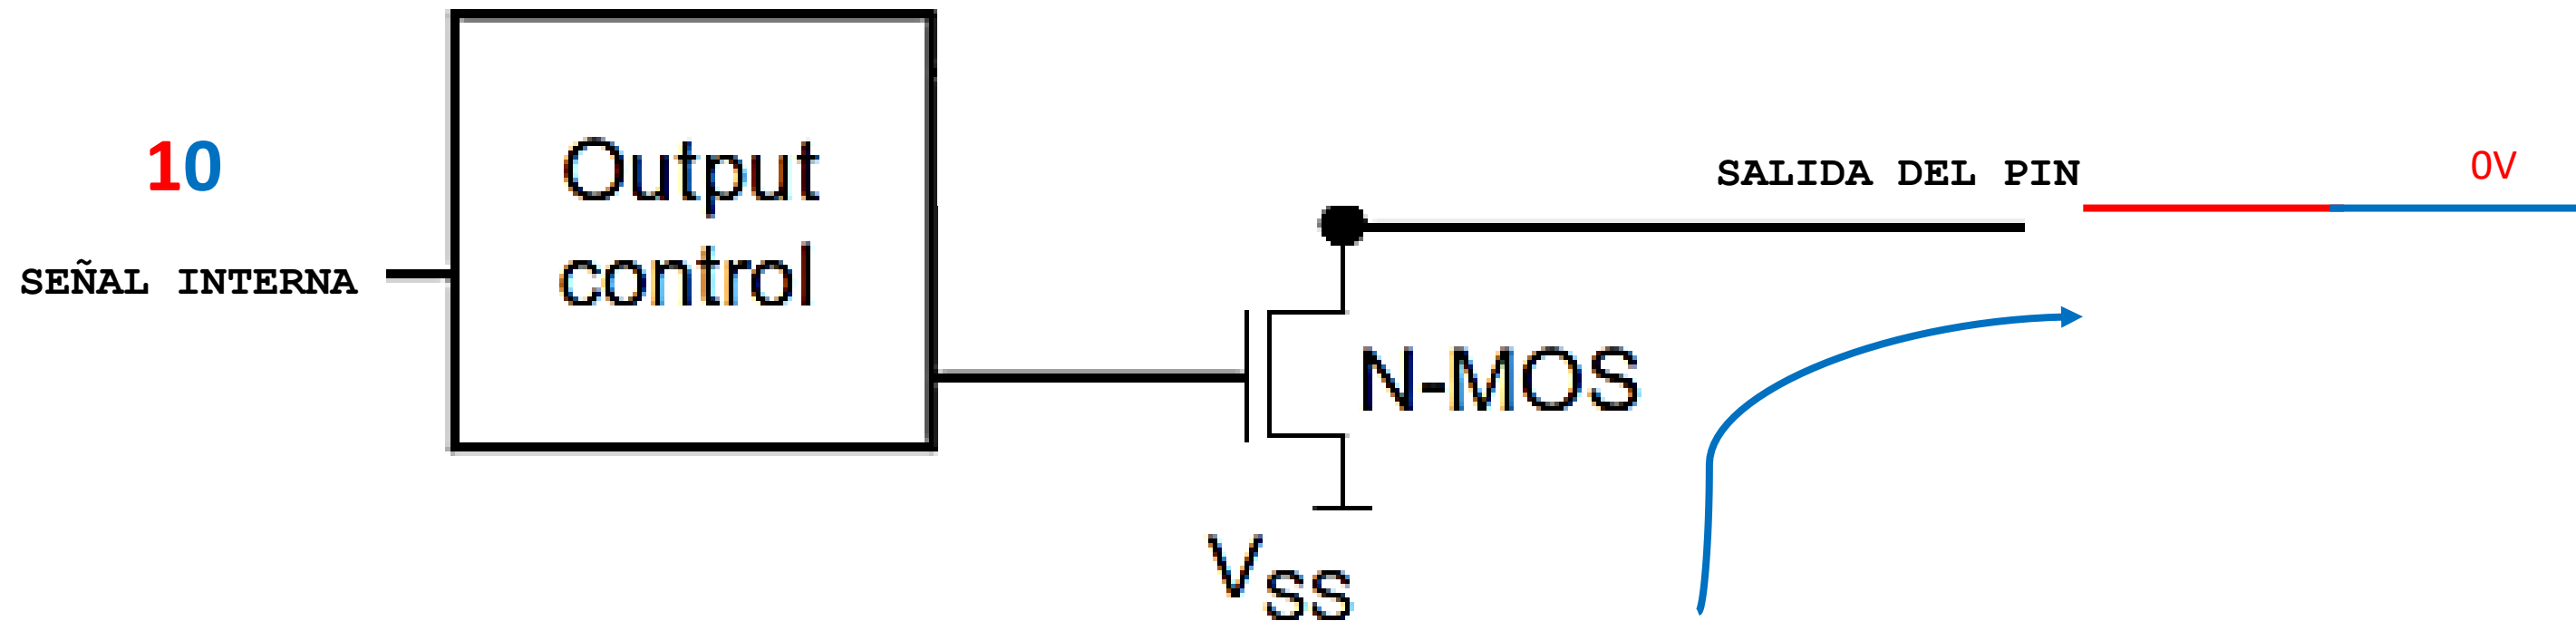 10
SEÑAL INTERNA
Output
control
N-MOS
VSS
SALIDA DEL PIN
0V